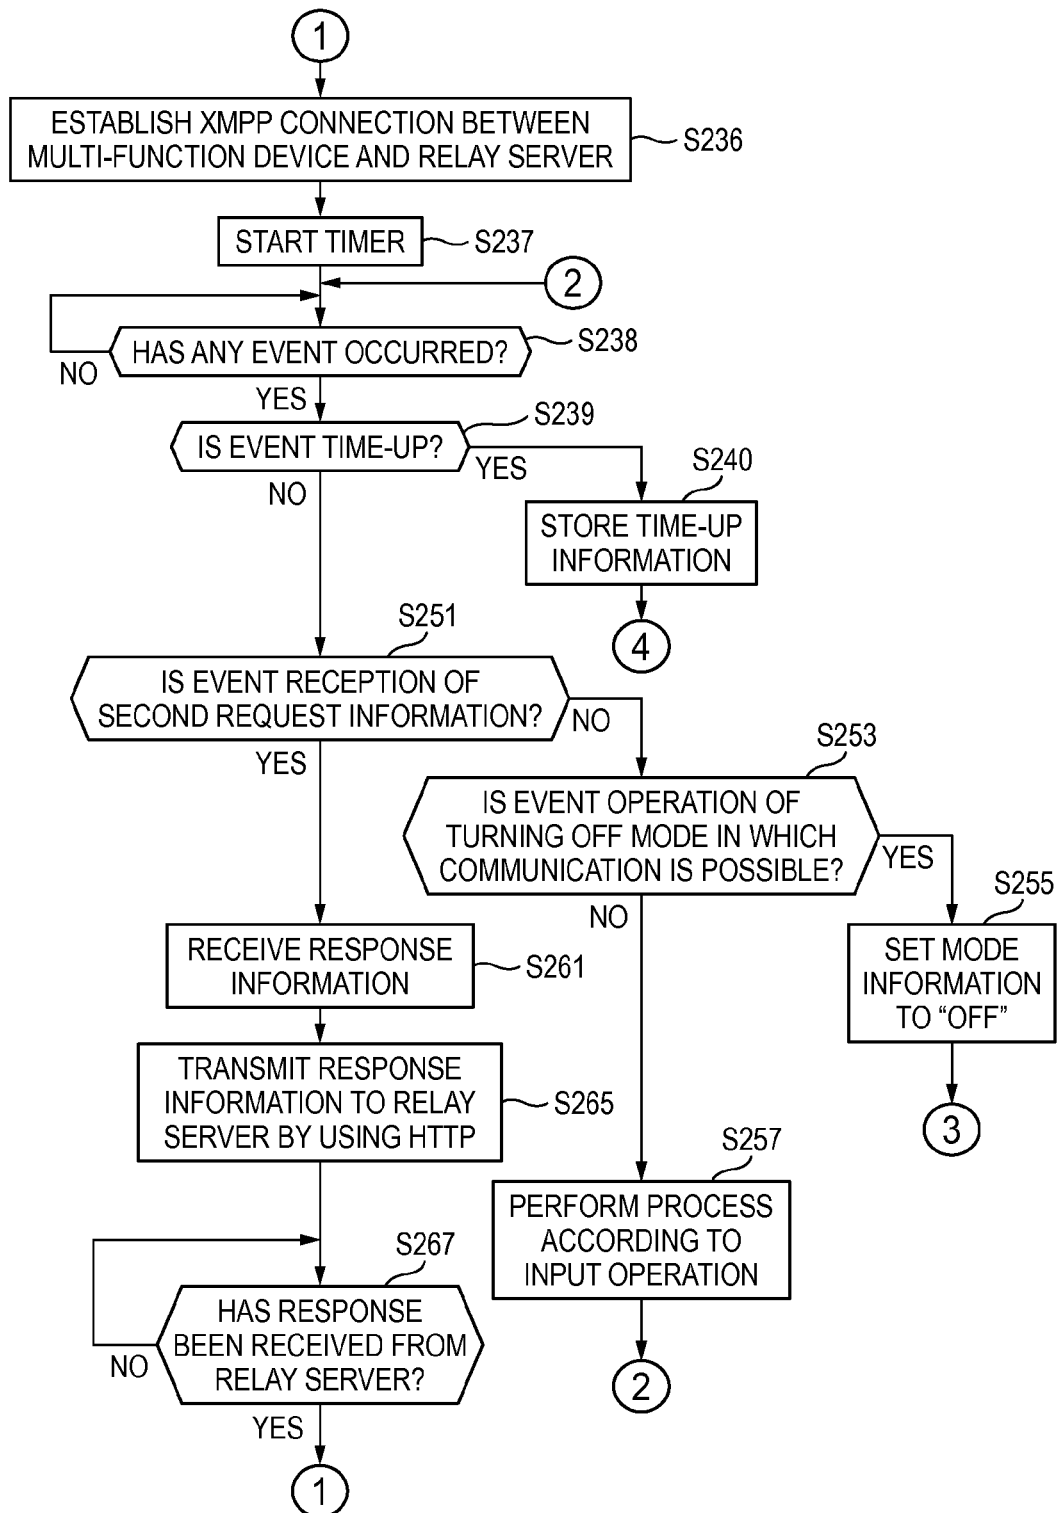 1
ESTABLISH XMPP CONNECTION BETWEEN
MULTI-FUNCTION DEVICE AND RELAY SERVER
S236
START TIMER
S237
2
HAS ANY EVENT OCCURRED?
S238
NO
YES
IS EVENT TIME-UP?
S239
YES
NO
S240
STORE TIME-UP
INFORMATION
4
S251
IS EVENT RECEPTION OF
SECOND REQUEST INFORMATION?
NO
YES
S253
IS EVENT OPERATION OF
TURNING OFF MODE IN WHICH
COMMUNICATION IS POSSIBLE?
YES
NO
S255
SET MODE
INFORMATION
TO “OFF”
3
RECEIVE RESPONSE
INFORMATION
S261
TRANSMIT RESPONSE
INFORMATION TO RELAY
SERVER BY USING HTTP
S265
S257
PERFORM PROCESS
ACCORDING TO
INPUT OPERATION
2
S267
HAS RESPONSE
BEEN RECEIVED FROM
RELAY SERVER?
NO
YES
1